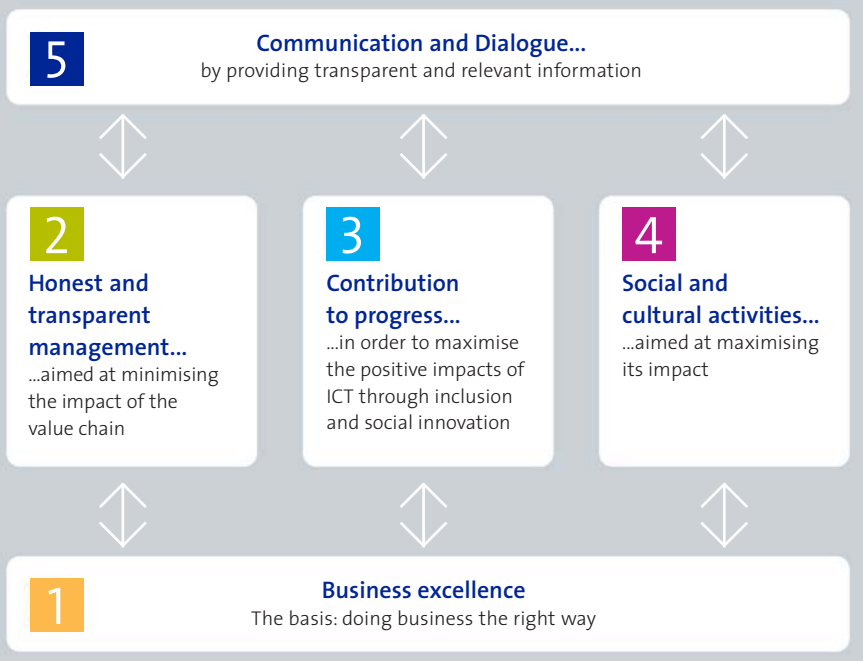 5
Communication and Dialogue...
by providing transparent and relevant information
2
Honest and
transparent
management...
...aimed at minimising
the impact of the
value chain
3
Contribution
to progress...
...in order to maximise
the positive impacts of
ICT through inclusion
and social innovation
4
Social and
cultural activities...
...aimed at maximising
its impact
1
Business excellence
The basis: doing business the right way